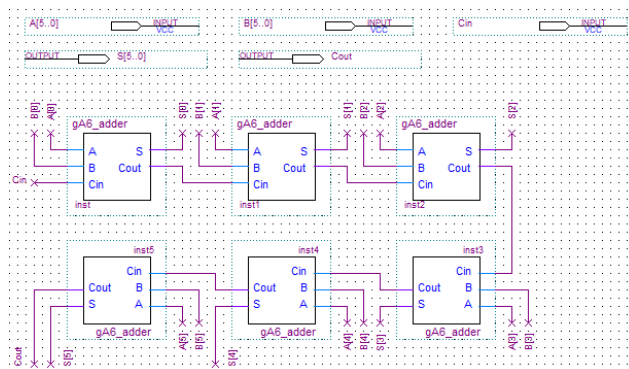 A[5..0] INPUT VCC B[5..0] INPUT VCC Cin INPUT VCC
OUTPUT S[5..0] OUTPUT Cout
B[0] A[0] S[0] B[1] A[1] S[1] B[2] A[2] S[2]
gA6_adder gA6_adder gA6_adder
A S A S A S
B Cout B Cout B Cout
Cin Cin Cin Cin
inst inst1 inst2
inst5 inst4 inst3
Cin Cin Cin
Cout B Cout B Cout B
S A S A S A
gA6_adder gA6_adder gA6_adder
Cout S[5] A[5] B[5] S[4] A[4] B[4] S[3] A[3] B[3]